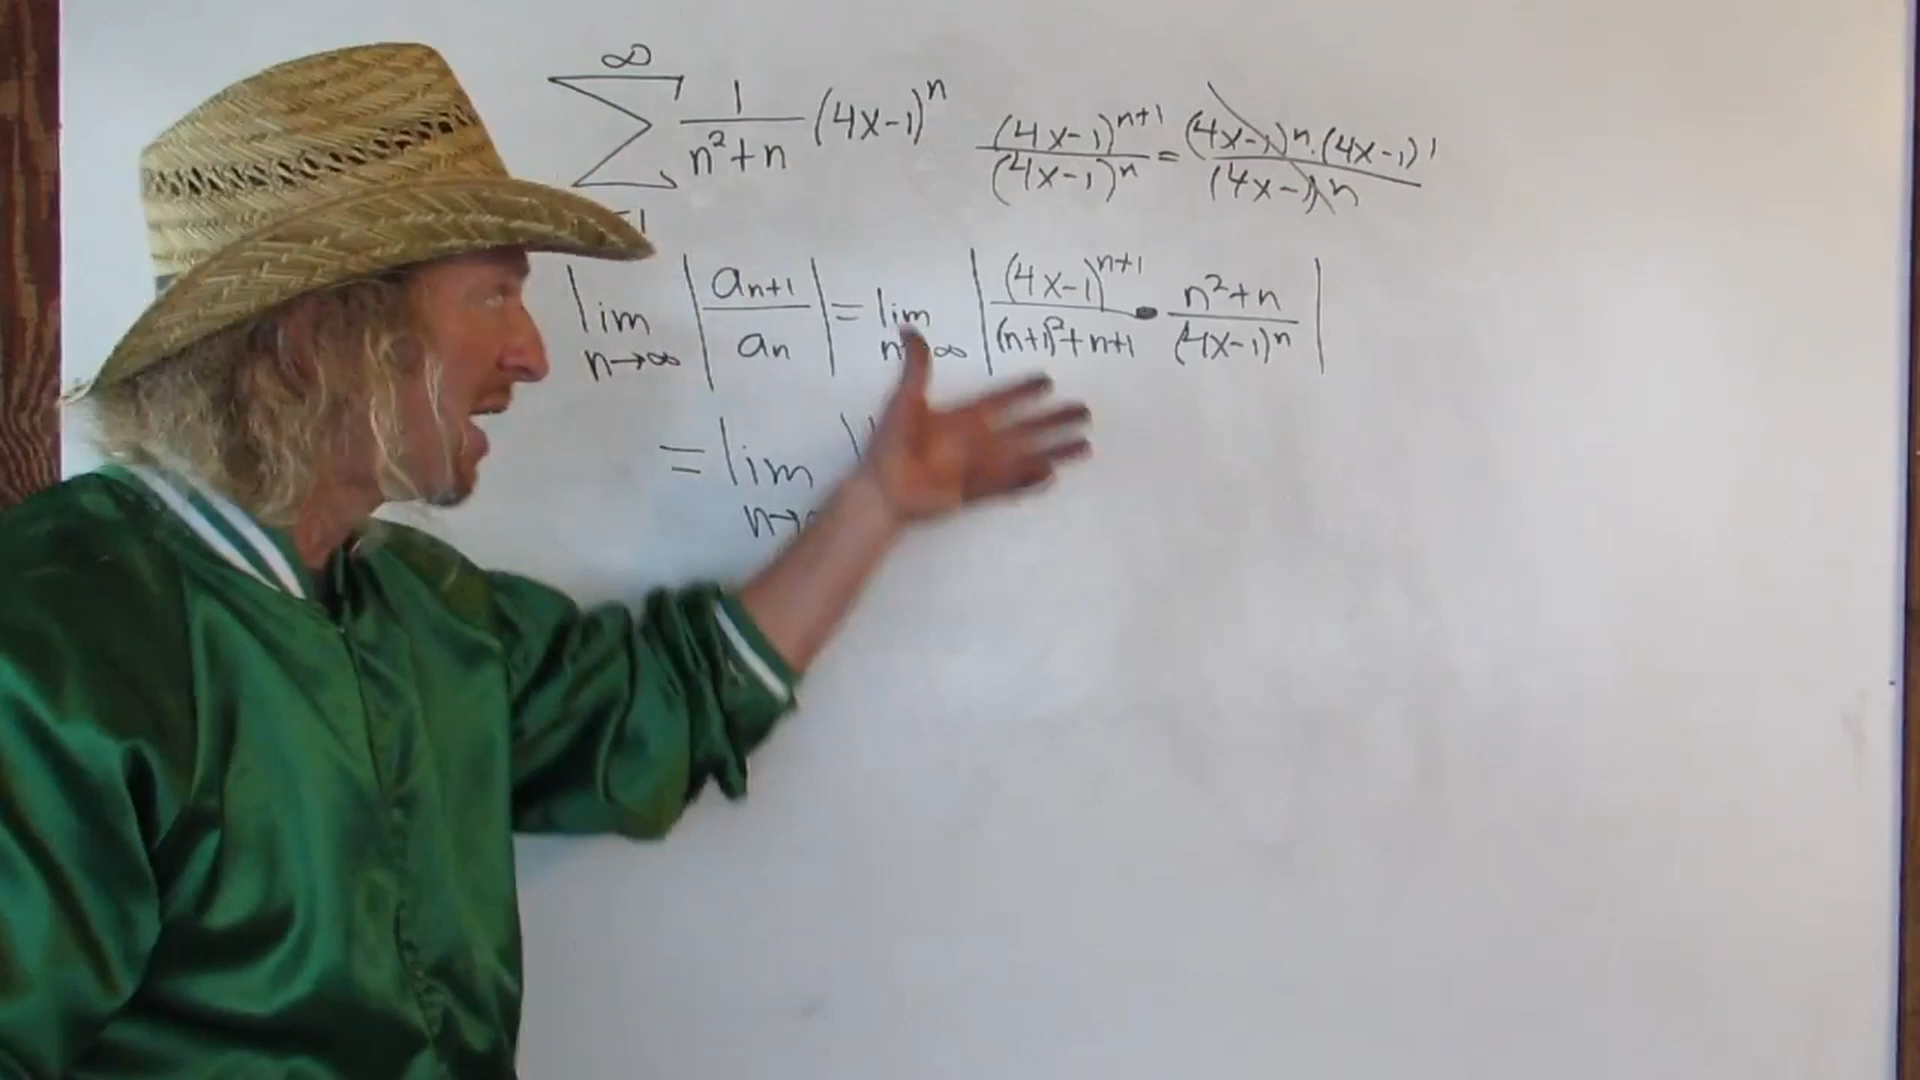 ∞
∑ 1/(n²+n) (4x-1)ⁿ (4x-1)ⁿ⁺¹/(4x-1)ⁿ = (4x-1)ⁿ·(4x-1)¹/(4x-1)ⁿ
1
lim n→∞ |aₙ₊₁/aₙ| = lim n→∞ |(4x-1)ⁿ⁺¹/((n+1)²+n+1) • (n²+n)/(4x-1)ⁿ|
= lim n→ |